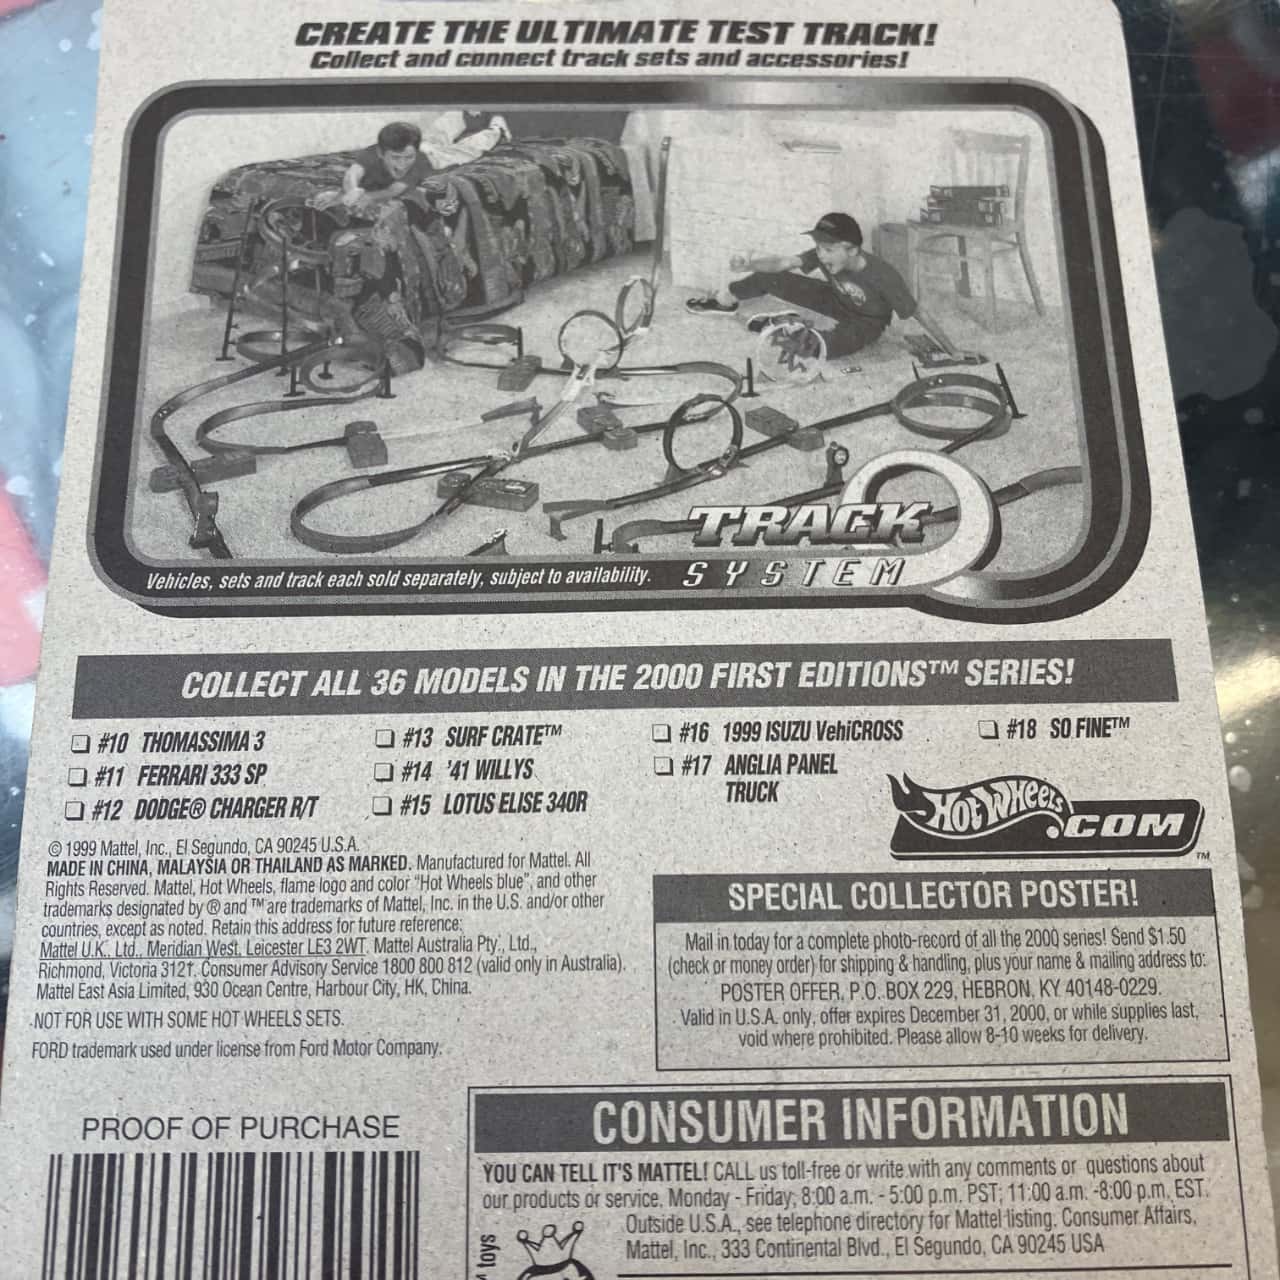 CREATE THE ULTIMATE TEST TRACK!
Collect and connect track sets and accessories!
TRACK
SYSTEM
Vehicles, sets and track each sold separately, subject to availability.
COLLECT ALL 36 MODELS IN THE 2000 FIRST EDITIONS™ SERIES!
#10 THOMASSIMA 3
#11 FERRARI 333 SP
#12 DODGE® CHARGER R/T
#13 SURF CRATE™
#14 '41 WILLYS
#15 LOTUS ELISE 340R
#16 1999 ISUZU VehiCROSS
#17 ANGLIA PANEL
TRUCK
#18 SO FINE™
HOT WHEELS
.COM™
© 1999 Mattel, Inc., El Segundo, CA 90245 U.S.A.
MADE IN CHINA, MALAYSIA OR THAILAND AS MARKED. Manufactured for Mattel. All
Rights Reserved. Mattel, Hot Wheels, flame logo and color "Hot Wheels blue", and other
trademarks designated by ® and ™ are trademarks of Mattel, Inc. in the U.S. and/or other
countries, except as noted. Retain this address for future reference:
Mattel U.K. Ltd., Meridian West, Leicester LE3 2WT. Mattel Australia Pty., Ltd.,
Richmond, Victoria 3121. Consumer Advisory Service 1800 800 812 (valid only in Australia).
Mattel East Asia Limited, 930 Ocean Centre, Harbour City, HK, China.
NOT FOR USE WITH SOME HOT WHEELS SETS.
FORD trademark used under license from Ford Motor Company.
SPECIAL COLLECTOR POSTER!
Mail in today for a complete photo-record of all the 2000 series! Send $1.50
(check or money order) for shipping & handling, plus your name & mailing address to:
POSTER OFFER, P.O. BOX 229, HEBRON, KY 40148-0229.
Valid in U.S.A. only, offer expires December 31, 2000, or while supplies last,
void where prohibited. Please allow 8-10 weeks for delivery.
PROOF OF PURCHASE
CONSUMER INFORMATION
YOU CAN TELL IT'S MATTEL! CALL us toll-free or write with any comments or questions about
our products or service, Monday - Friday, 8:00 a.m. - 5:00 p.m. PST; 11:00 a.m. -8:00 p.m. EST.
Outside U.S.A., see telephone directory for Mattel listing. Consumer Affairs,
Mattel, Inc., 333 Continental Blvd., El Segundo, CA 90245 USA
toys